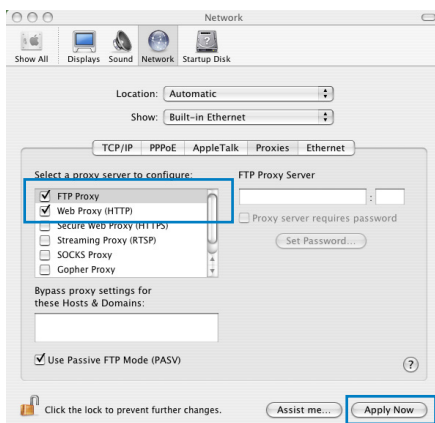 Network
Show All Displays Sound Network Startup Disk
Location: Automatic
Show: Built-in Ethernet
TCP/IP PPPoE AppleTalk Proxies Ethernet
Select a proxy server to configure: FTP Proxy Server
FTP Proxy
:
Web Proxy (HTTP)
Proxy server requires password
Secure Web Proxy (HTTPS)
Streaming Proxy (RTSP) Set Password...
SOCKS Proxy
Gopher Proxy
Bypass proxy settings for
these Hosts & Domains:
Use Passive FTP Mode (PASV)
?
Click the lock to prevent further changes. Assist me... Apply Now